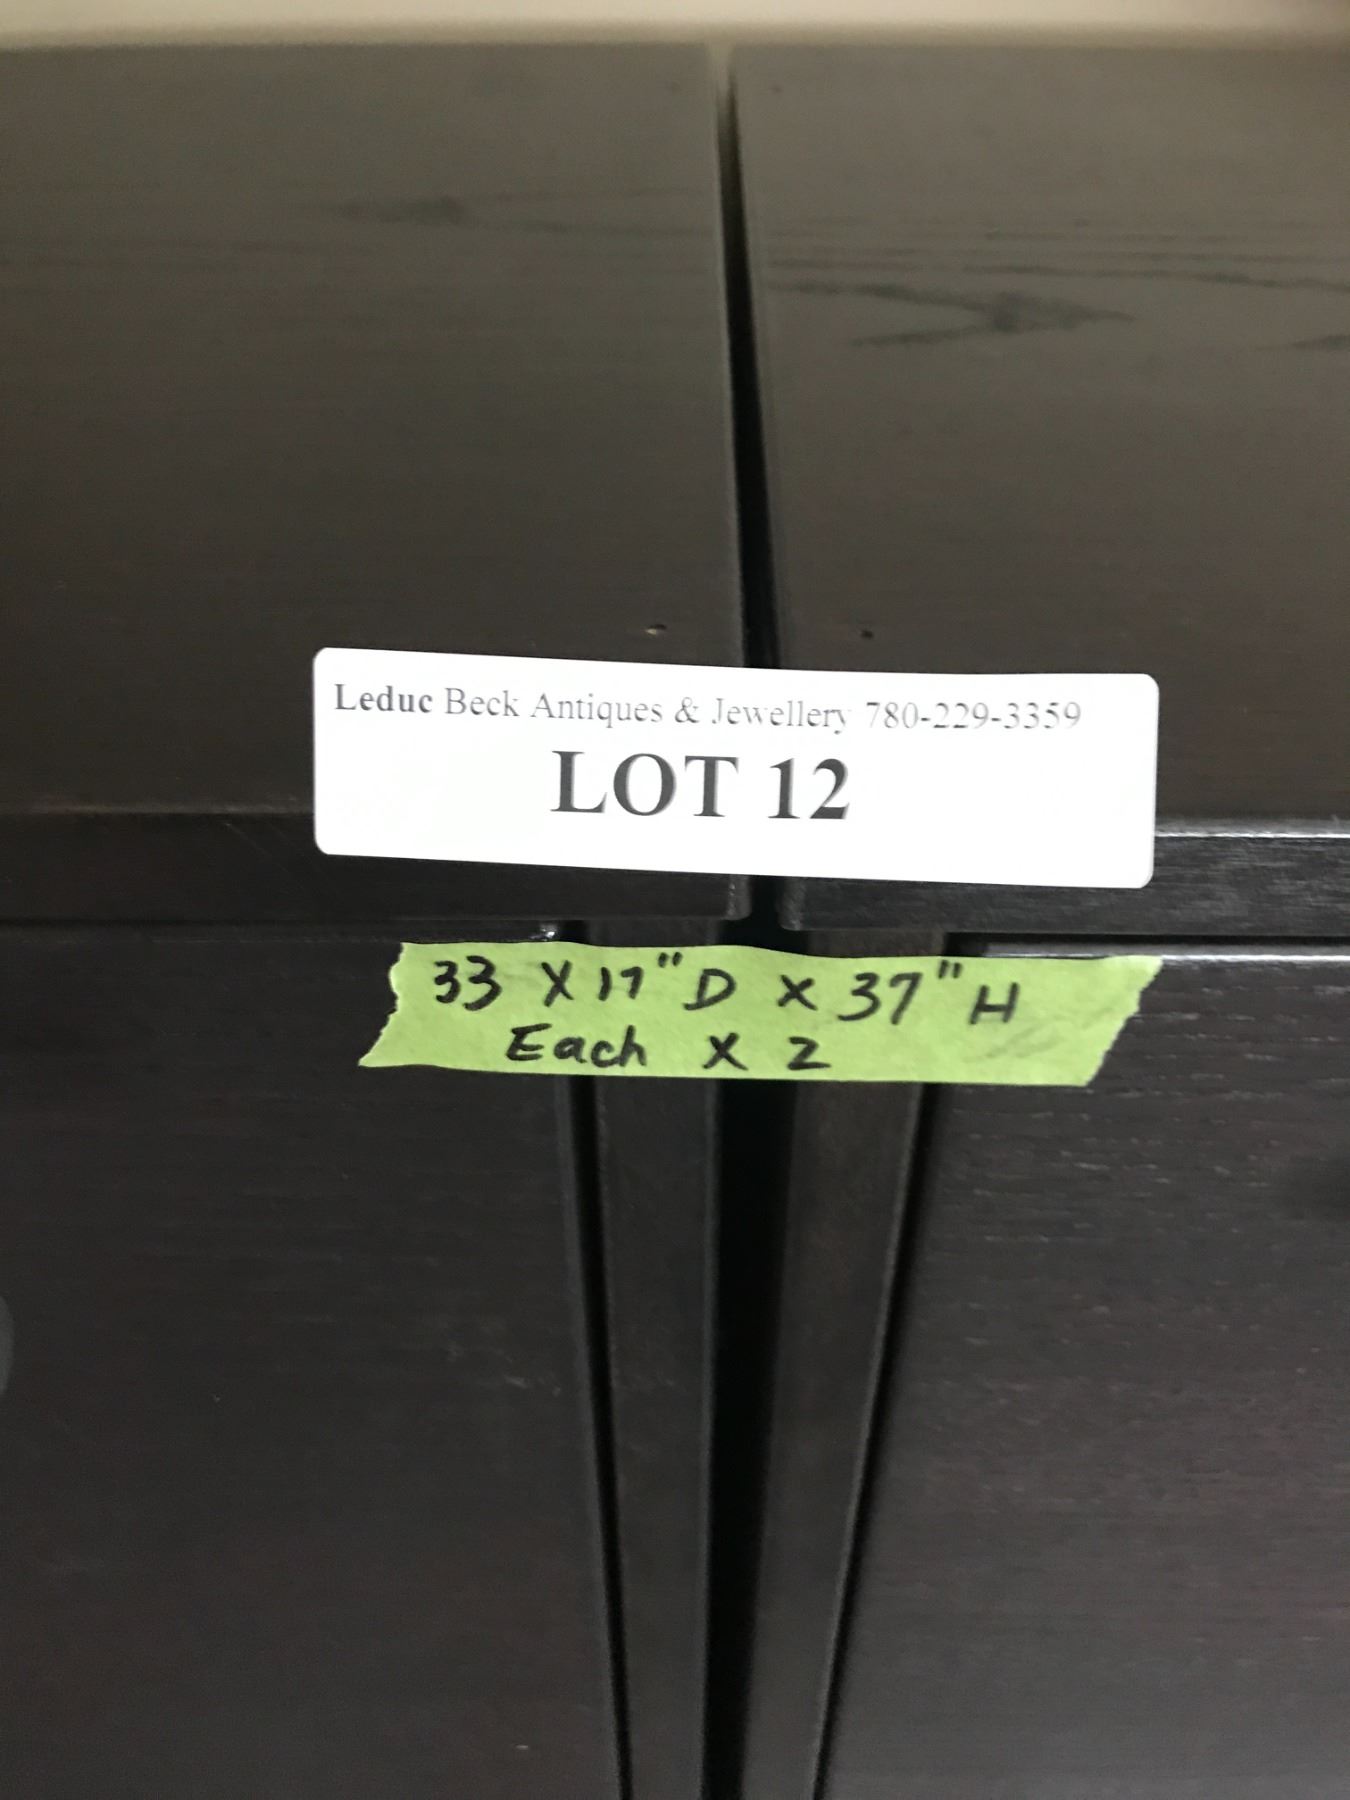 Leduc Beck Antiques & Jewellery 780-229-3359
LOT 12
33 X 17" D X 37" H
Each X 2